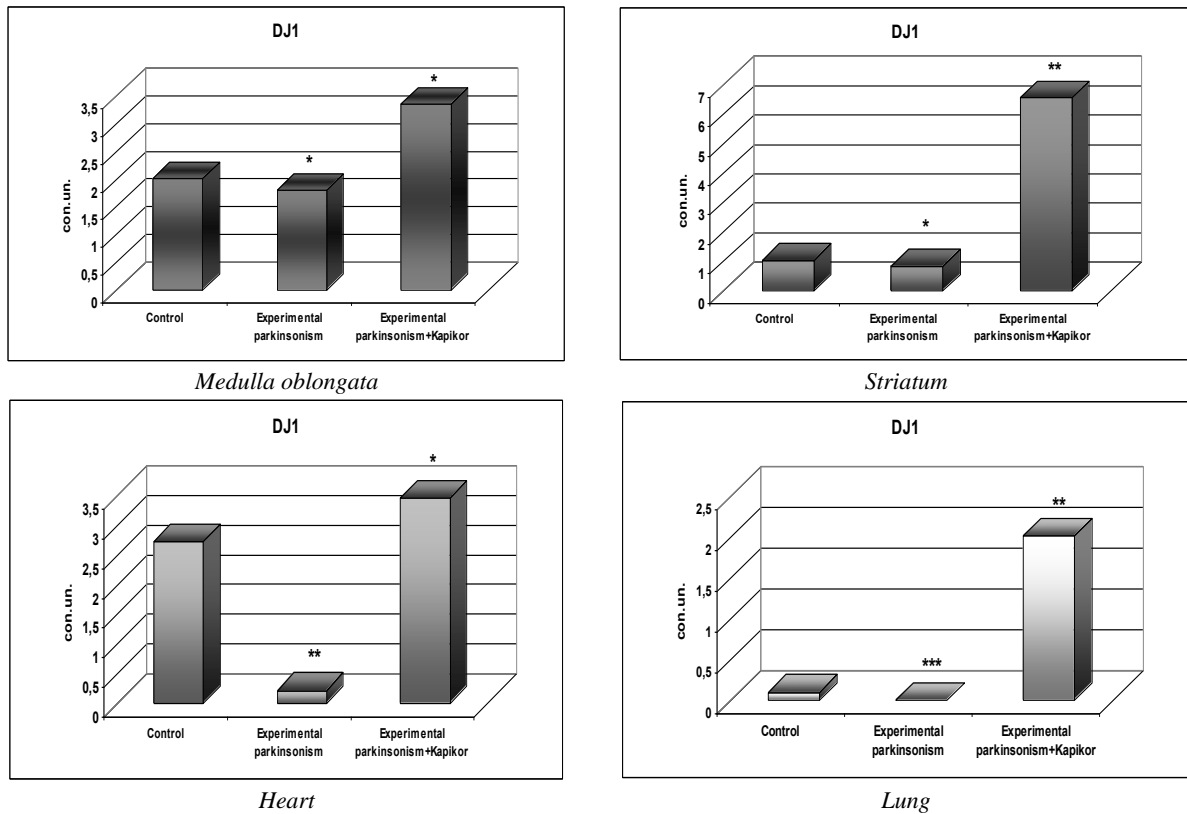 DJ1
*
*
3,5
3
2,5
2
1,5
1
0,5
0
con.un.
Control
Experimental
parkinsonism
Experimental
parkinsonism+Kapikor
Medulla oblongata
DJ1
**
*
7
6
5
4
3
2
1
0
con.un.
Control
Experimental
parkinsonism
Experimental
parkinsonism+Kapikor
Striatum
DJ1
*
**
3,5
3
2,5
2
1,5
1
0,5
0
con.un.
Control
Experimental
parkinsonism
Experimental
parkinsonism+Kapikor
Heart
DJ1
**
***
2,5
2
1,5
1
0,5
0
con.un.
Control
Experimental
parkinsonism
Experimental
parkinsonism+Kapikor
Lung